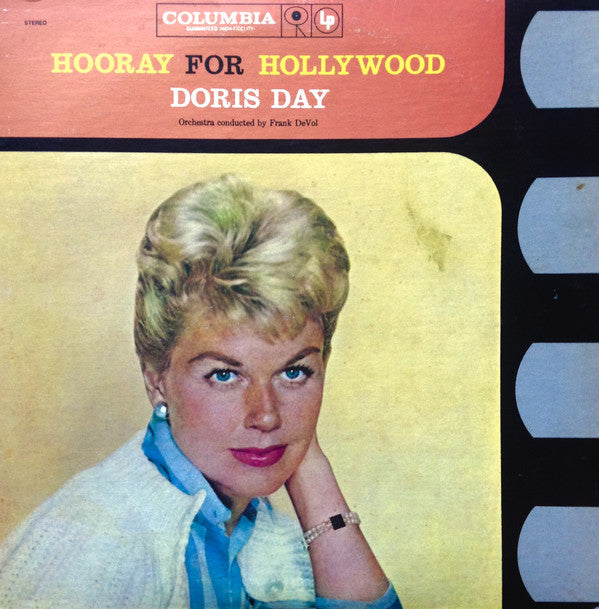 STEREO
COLUMBIA
GUARANTEED HIGH-FIDELITY
Lp
HOORAY FOR HOLLYWOOD
DORIS DAY
Orchestra conducted by Frank DeVol